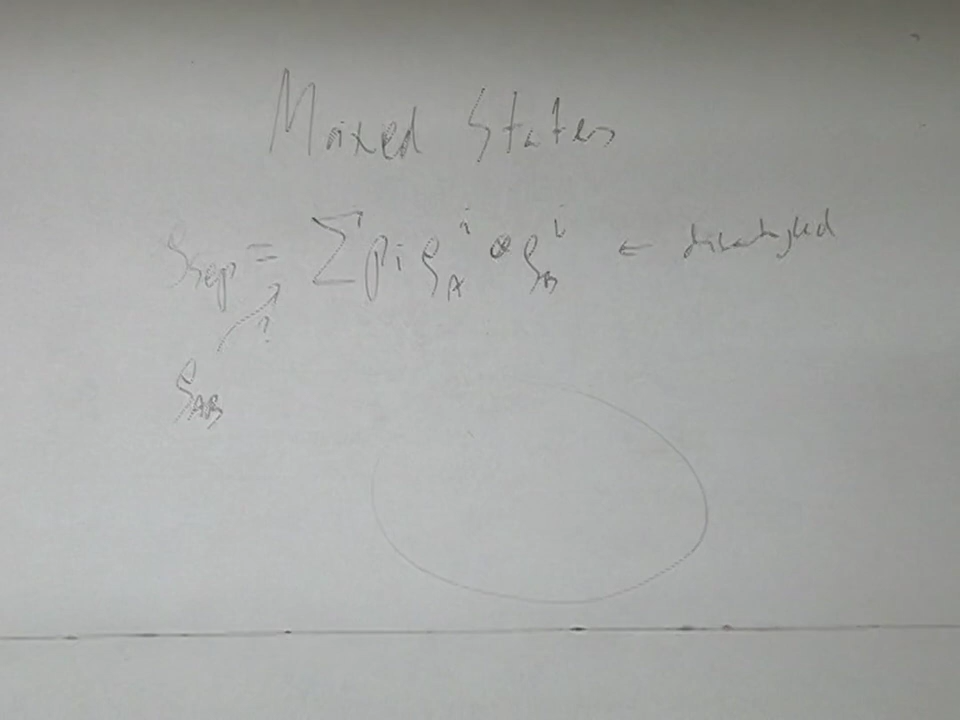 Mixed States
ρsep = Σ pi ρA^i ⊗ ρB^i ← disentangled
?
ρAB